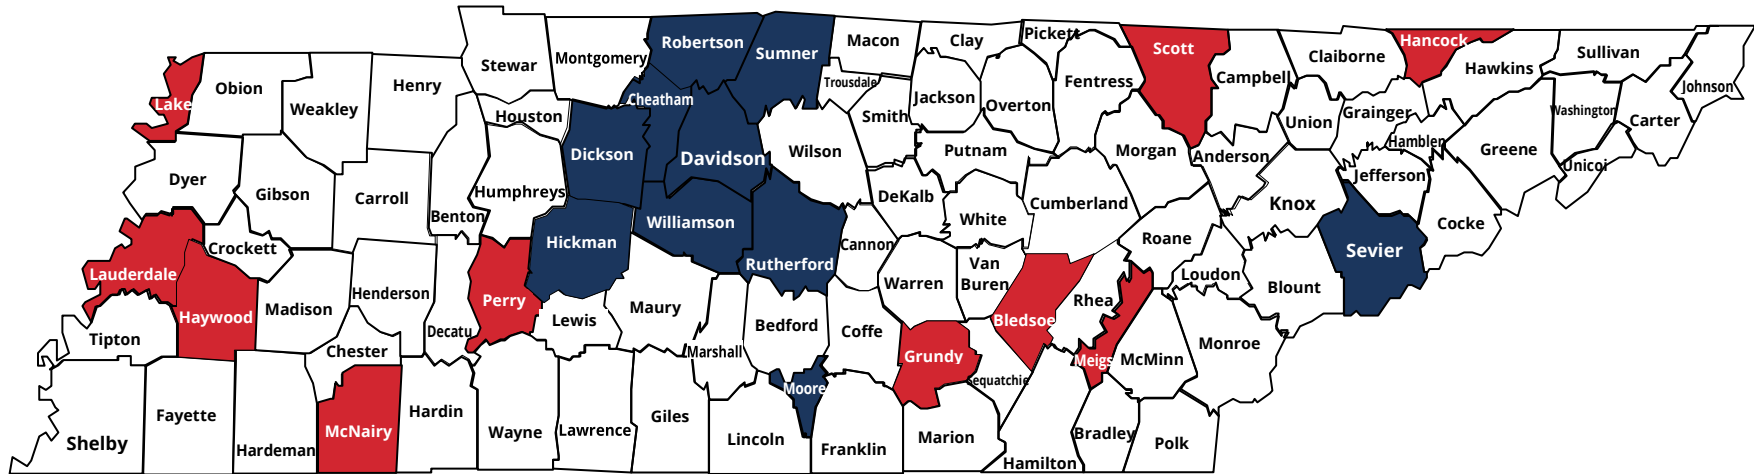 Lake
Obion
Weakley
Henry
Stewar
Montgomery
Robertson
Sumner
Macon
Clay
Pickett
Scott
Claiborne
Hancock
Sullivan
Hawkins
Johnson
Houston
Cheatham
Trousdale
Smith
Jackson
Overton
Fentress
Campbell
Union
Grainger
Hamblen
Washington
Carter
Greene
Unicoi
Dyer
Gibson
Carroll
Benton
Humphreys
Dickson
Davidson
Wilson
Putnam
Morgan
Anderson
Jefferson
Cocke
Knox
Sevier
DeKalb
White
Cumberland
Roane
Loudon
Blount
Lauderdale
Crockett
Haywood
Madison
Henderson
Perry
Hickman
Williamson
Rutherford
Cannon
Warren
Van
Buren
Bledsoe
Rhea
Meigs
McMinn
Monroe
Tipton
Chester
Decatu
Lewis
Maury
Marshall
Bedford
Coffe
Grundy
Sequatchie
Moore
Shelby
Fayette
Hardeman
McNairy
Hardin
Wayne
Lawrence
Giles
Lincoln
Franklin
Marion
Hamilton
Bradley
Polk